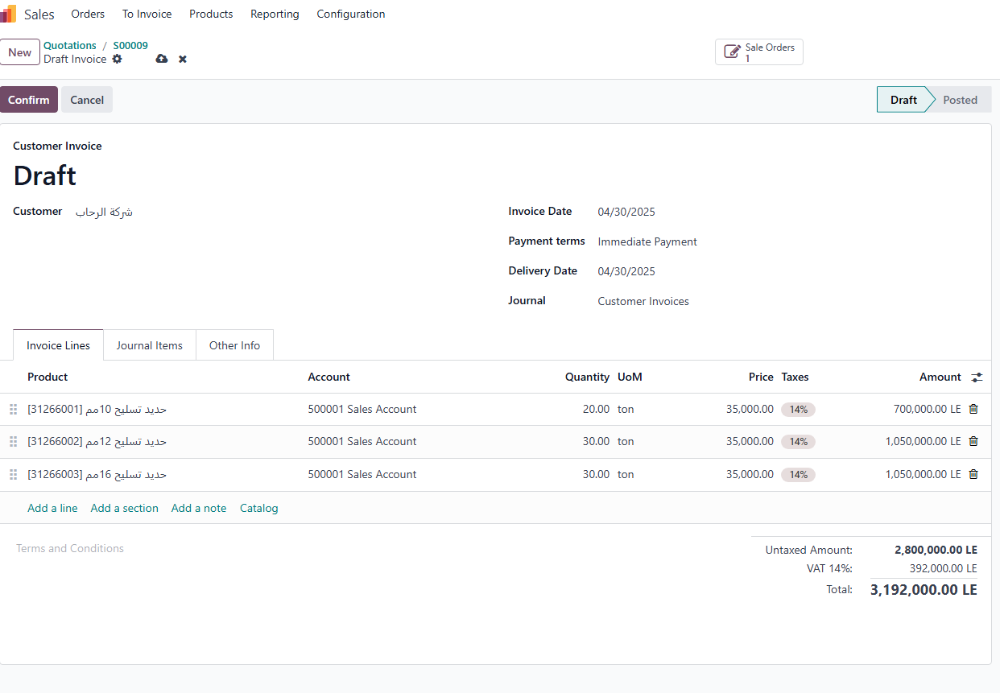 Sales Orders To Invoice Products Reporting Configuration
New
Quotations / S00009
Draft Invoice
Sale Orders
1
Confirm Cancel
Draft Posted
Customer Invoice
Draft
Customer شركة الرحاب
Invoice Date 04/30/2025
Payment terms Immediate Payment
Delivery Date 04/30/2025
Journal Customer Invoices
Invoice Lines Journal Items Other Info
Product Account Quantity UoM Price Taxes Amount
[31266001] حديد تسليح 10مم 500001 Sales Account 20.00 ton 35,000.00 14% 700,000.00 LE
[31266002] حديد تسليح 12مم 500001 Sales Account 30.00 ton 35,000.00 14% 1,050,000.00 LE
[31266003] حديد تسليح 16مم 500001 Sales Account 30.00 ton 35,000.00 14% 1,050,000.00 LE
Add a line Add a section Add a note Catalog
Terms and Conditions
Untaxed Amount: 2,800,000.00 LE
VAT 14%: 392,000.00 LE
Total: 3,192,000.00 LE